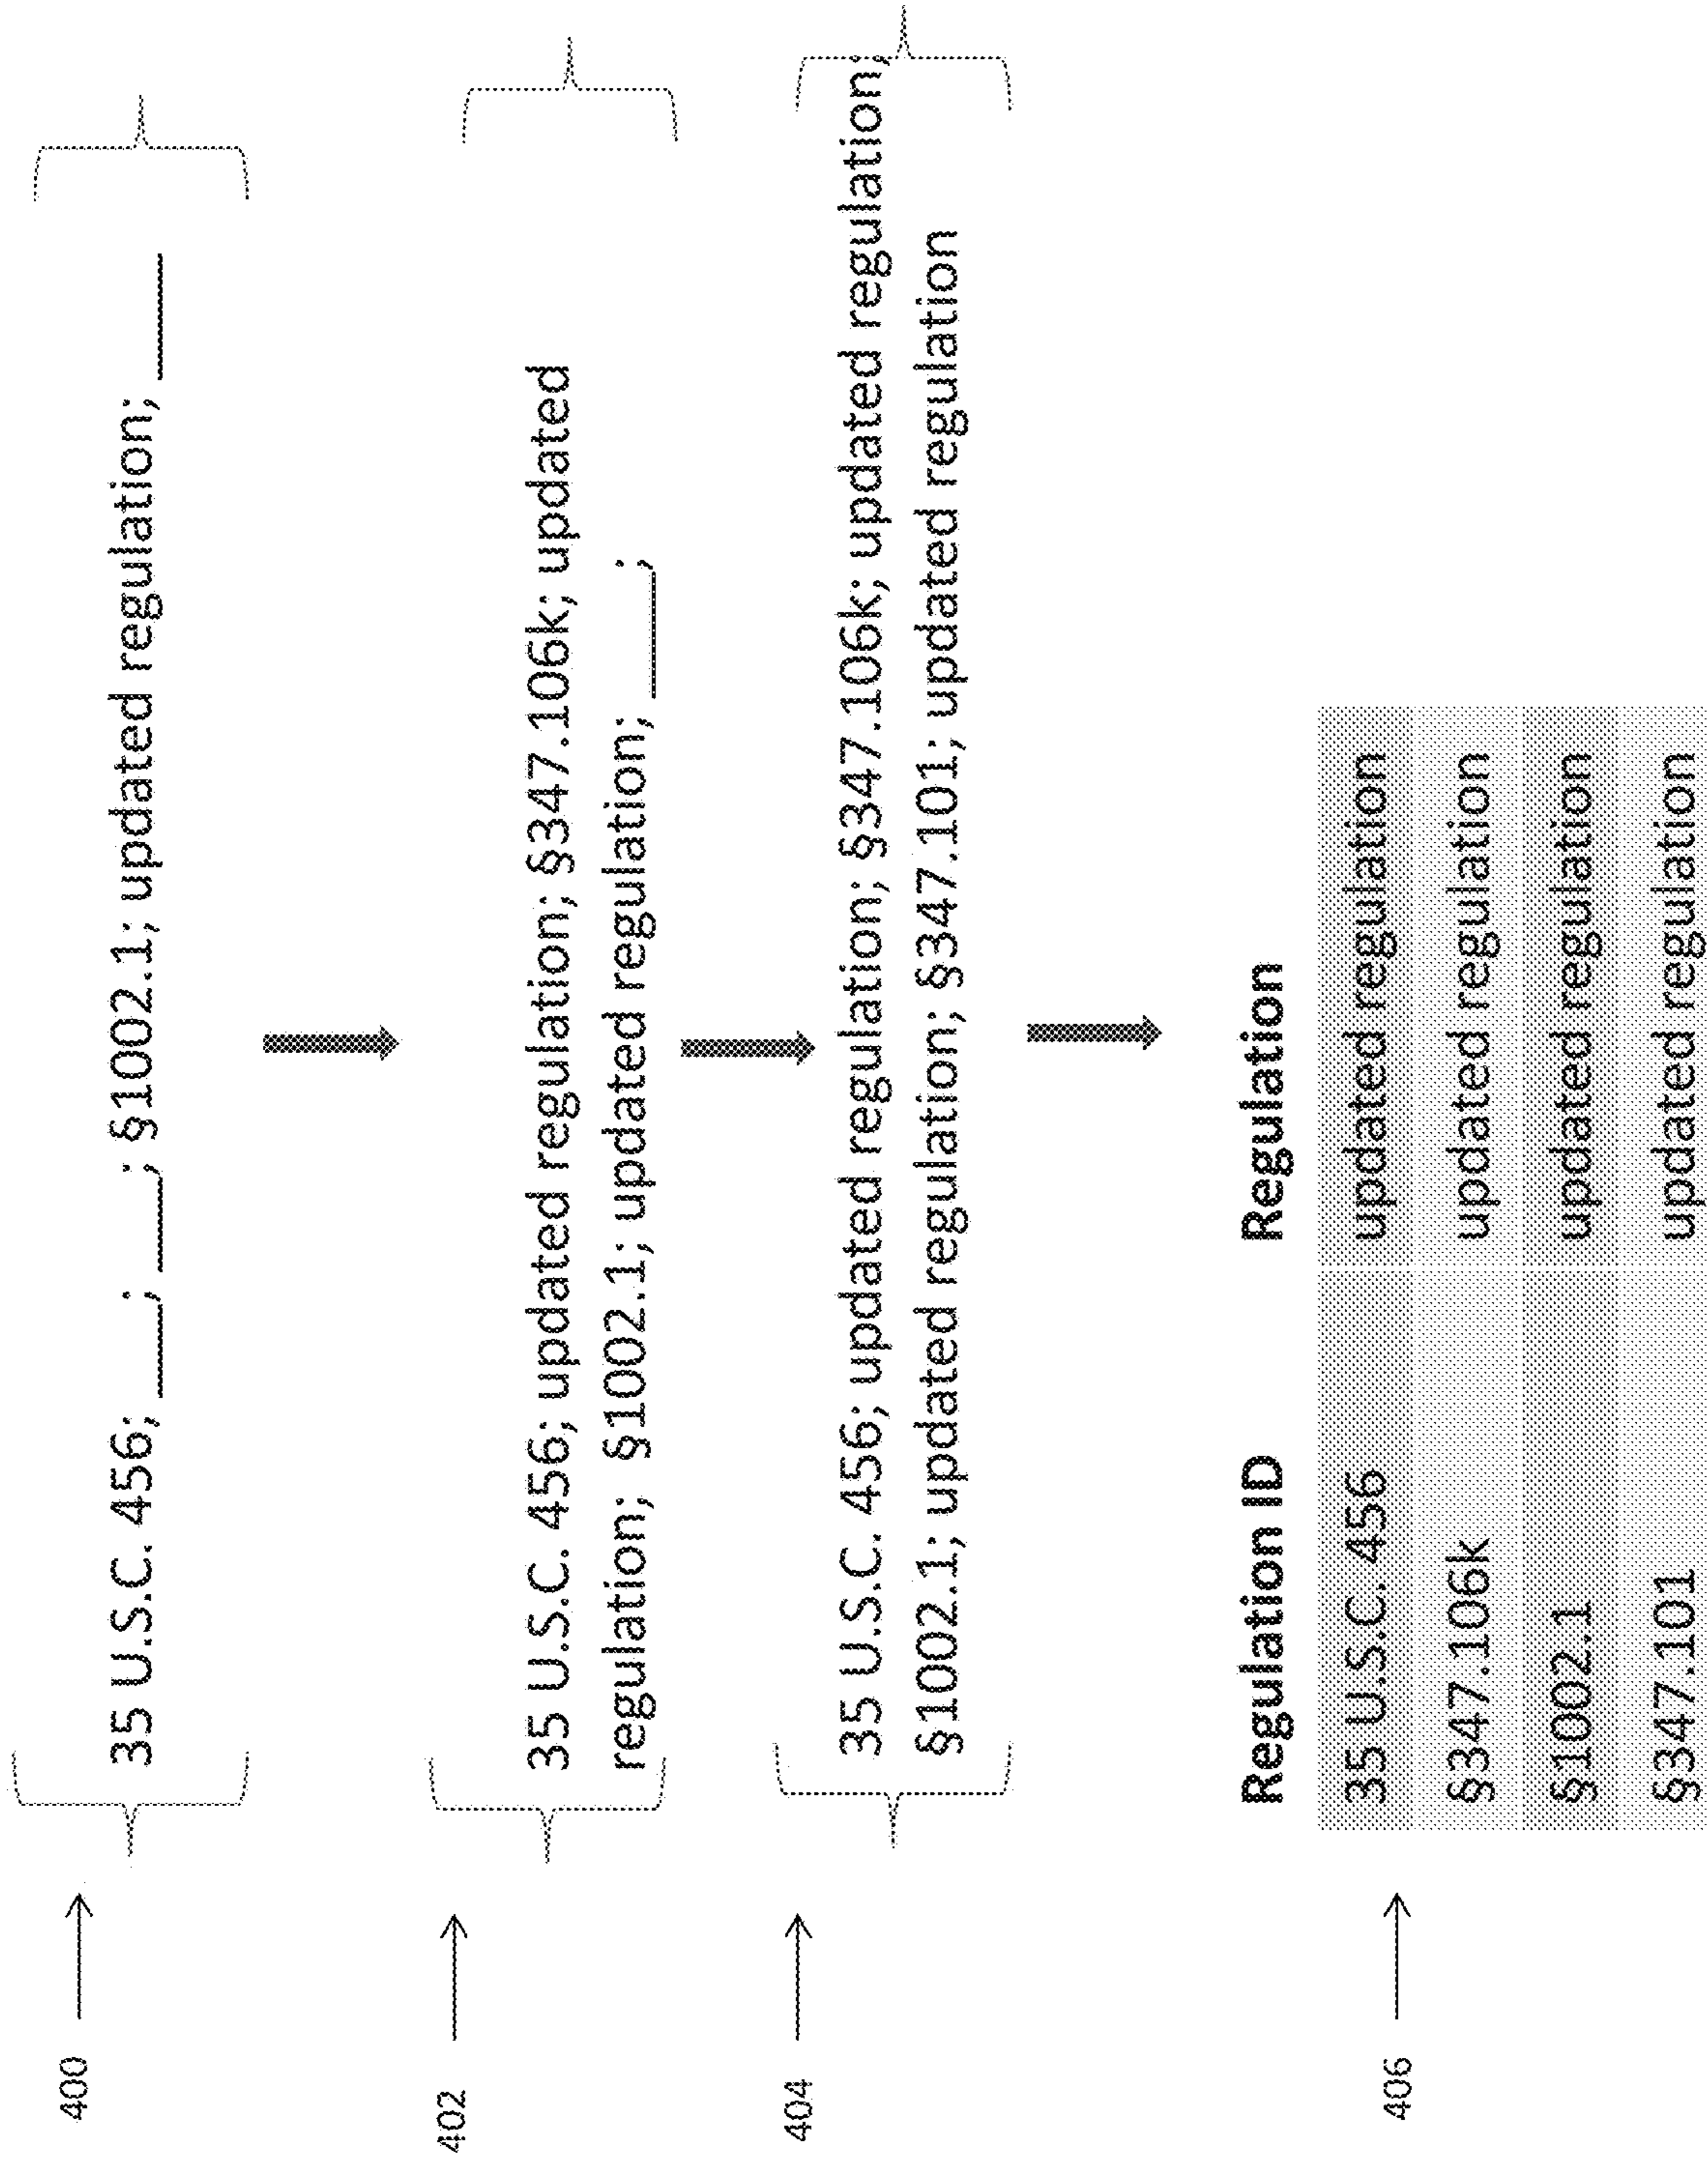 400
35 U.S.C. 456; ____; ____; §1002.1; updated regulation; ____
402
35 U.S.C. 456; updated regulation; §347.106k; updated
regulation; §1002.1; updated regulation; ____;
404
35 U.S.C. 456; updated regulation; §347.106k; updated regulation;
§1002.1; updated regulation; §347.101; updated regulation
406
Regulation ID Regulation
35 U.S.C. 456 updated regulation
§347.106k updated regulation
§1002.1 updated regulation
§347.101 updated regulation